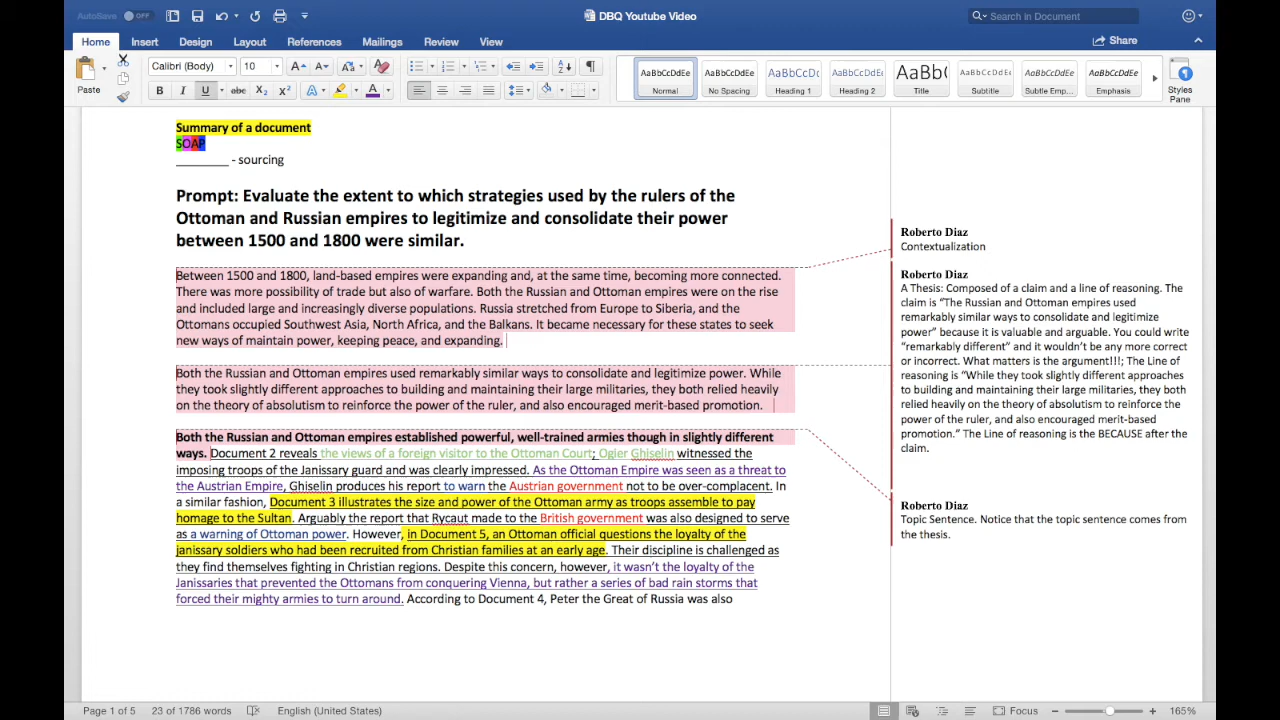 AutoSave OFF
DBQ Youtube Video
Search in Document
Home Insert Design Layout References Mailings Review View
Share
Paste
Calibri (Body) 10
AaBbCcDdEe AaBbCcDdEe AaBbCcDc AaBbCcDdEe AaBb( AaBbCcDdEe AaBbCcDdEe AaBbCcDdEe
Normal No Spacing Heading 1 Heading 2 Title Subtitle Subtle Emp... Emphasis
Styles
Pane
Summary of a document
SOAP
________ - sourcing
Prompt: Evaluate the extent to which strategies used by the rulers of the
Ottoman and Russian empires to legitimize and consolidate their power
between 1500 and 1800 were similar.
Between 1500 and 1800, land-based empires were expanding and, at the same time, becoming more connected.
There was more possibility of trade but also of warfare. Both the Russian and Ottoman empires were on the rise
and included large and increasingly diverse populations. Russia stretched from Europe to Siberia, and the
Ottomans occupied Southwest Asia, North Africa, and the Balkans. It became necessary for these states to seek
new ways of maintain power, keeping peace, and expanding.
Both the Russian and Ottoman empires used remarkably similar ways to consolidate and legitimize power. While
they took slightly different approaches to building and maintaining their large militaries, they both relied heavily
on the theory of absolutism to reinforce the power of the ruler, and also encouraged merit-based promotion.
Both the Russian and Ottoman empires established powerful, well-trained armies though in slightly different
ways. Document 2 reveals the views of a foreign visitor to the Ottoman Court; Ogier Ghiselin witnessed the
imposing troops of the Janissary guard and was clearly impressed. As the Ottoman Empire was seen as a threat to
the Austrian Empire, Ghiselin produces his report to warn the Austrian government not to be over-complacent. In
a similar fashion, Document 3 illustrates the size and power of the Ottoman army as troops assemble to pay
homage to the Sultan. Arguably the report that Rycaut made to the British government was also designed to serve
as a warning of Ottoman power. However, in Document 5, an Ottoman official questions the loyalty of the
janissary soldiers who had been recruited from Christian families at an early age. Their discipline is challenged as
they find themselves fighting in Christian regions. Despite this concern, however, it wasn't the loyalty of the
Janissaries that prevented the Ottomans from conquering Vienna, but rather a series of bad rain storms that
forced their mighty armies to turn around. According to Document 4, Peter the Great of Russia was also
Roberto Diaz
Contextualization
Roberto Diaz
A Thesis: Composed of a claim and a line of reasoning. The
claim is “The Russian and Ottoman empires used
remarkably similar ways to consolidate and legitimize
power” because it is valuable and arguable. You could write
“remarkably different” and it wouldn't be any more correct
or incorrect. What matters is the argument!!!; The Line of
reasoning is “While they took slightly different approaches
to building and maintaining their large militaries, they both
relied heavily on the theory of absolutism to reinforce the
power of the ruler, and also encouraged merit-based
promotion.” The Line of reasoning is the BECAUSE after the
claim.
Roberto Diaz
Topic Sentence. Notice that the topic sentence comes from
the thesis.
Page 1 of 5 23 of 1786 words English (United States) Focus 165%